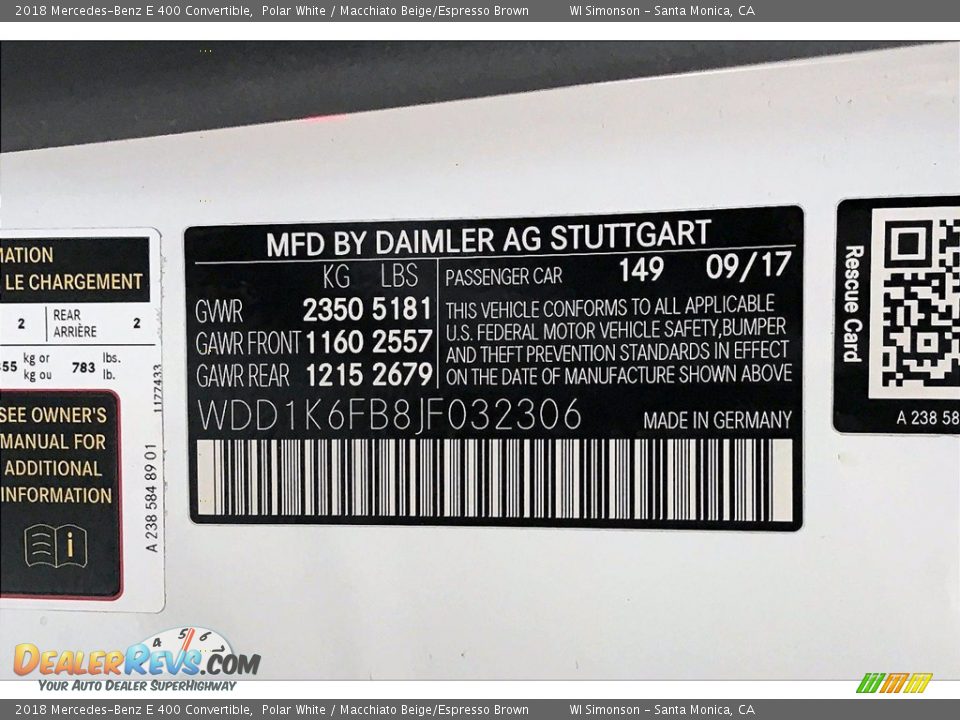 2018 Mercedes-Benz E 400 Convertible, Polar White / Macchiato Beige/Espresso Brown WI Simonson - Santa Monica, CA
LE CHARGEMENT
2 REAR ARRIÈRE 2
kg or kg ou 783 lbs. lb.
SEE OWNER'S
MANUAL FOR
ADDITIONAL
INFORMATION
i
1177433
A 238 584 89 01
MFD BY DAIMLER AG STUTTGART
KG LBS
GVWR 2350 5181
GAWR FRONT 1160 2557
GAWR REAR 1215 2679
PASSENGER CAR 149 09/17
THIS VEHICLE CONFORMS TO ALL APPLICABLE
U.S. FEDERAL MOTOR VEHICLE SAFETY,BUMPER
AND THEFT PREVENTION STANDARDS IN EFFECT
ON THE DATE OF MANUFACTURE SHOWN ABOVE
WDD1K6FB8JF032306 MADE IN GERMANY
Rescue Card
A 238 58
4 5 6 7
DealerRevs.com
Your Auto Dealer SuperHighway
2018 Mercedes-Benz E 400 Convertible, Polar White / Macchiato Beige/Espresso Brown WI Simonson - Santa Monica, CA